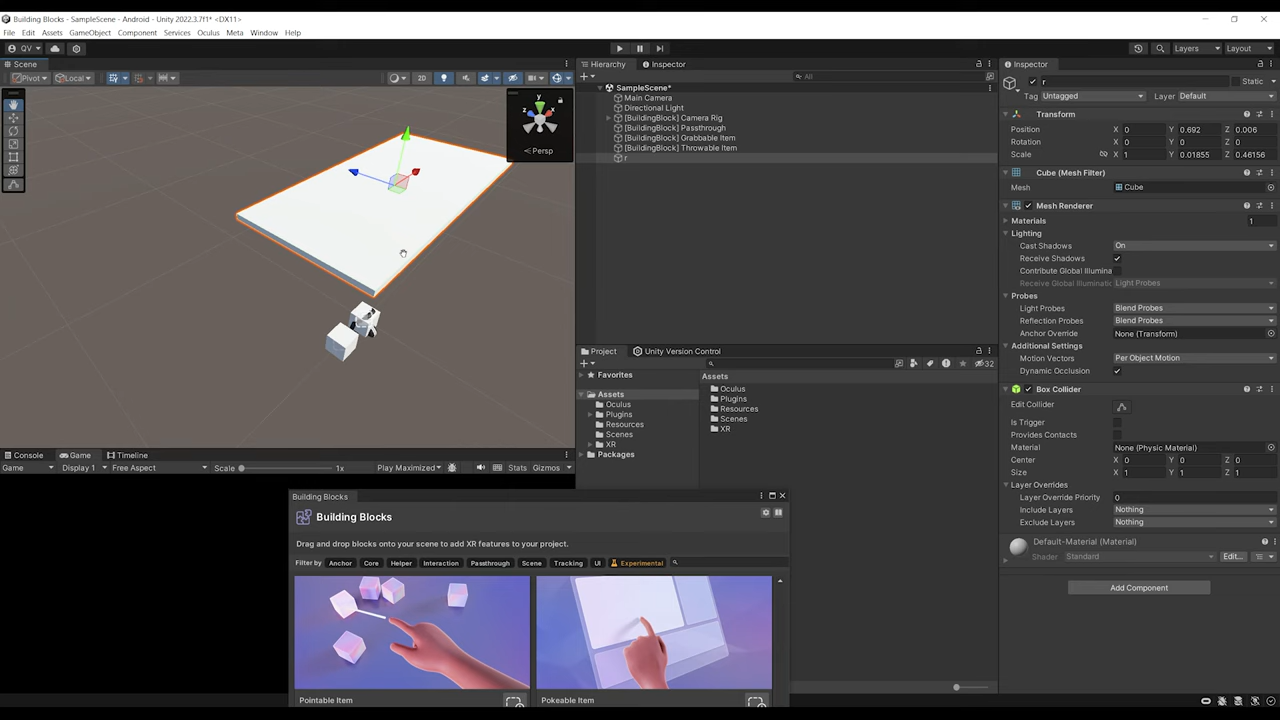 Building Blocks - SampleScene - Android - Unity 2022.3.7f1* <DX11>
File Edit Assets GameObject Component Services Oculus Meta Window Help
QV Layers Layout
Scene
Pivot Local 2D
y
z x
Persp
Hierarchy Inspector
All
SampleScene*
Main Camera
Directional Light
[BuildingBlock] Camera Rig
[BuildingBlock] Passthrough
[BuildingBlock] Grabbable Item
[BuildingBlock] Throwable Item
r
Project Unity Version Control
32
Favorites
Assets
Oculus
Plugins
Resources
Scenes
XR
Packages
Assets
Oculus
Plugins
Resources
Scenes
XR
Inspector
r Static
Tag Untagged Layer Default
Transform
Position X 0 Y 0.692 Z 0.006
Rotation X 0 Y 0 Z 0
Scale X 1 Y 0.01855 Z 0.46156
Cube (Mesh Filter)
Mesh Cube
Mesh Renderer
Materials 1
Lighting
Cast Shadows On
Receive Shadows
Contribute Global Illumina
Receive Global Illuminatic Light Probes
Probes
Light Probes Blend Probes
Reflection Probes Blend Probes
Anchor Override None (Transform)
Additional Settings
Motion Vectors Per Object Motion
Dynamic Occlusion
Box Collider
Edit Collider
Is Trigger
Provides Contacts
Material None (Physic Material)
Center X 0 Y 0 Z 0
Size X 1 Y 1 Z 1
Layer Overrides
Layer Override Priority 0
Include Layers Nothing
Exclude Layers Nothing
Default-Material (Material)
Shader Standard Edit...
Add Component
Console Game Timeline
Game Display 1 Free Aspect Scale 1x Play Maximized Stats Gizmos
Building Blocks
Building Blocks
Drag and drop blocks onto your scene to add XR features to your project.
Filter by Anchor Core Helper Interaction Passthrough Scene Tracking UI Experimental
Pointable Item Pokeable Item